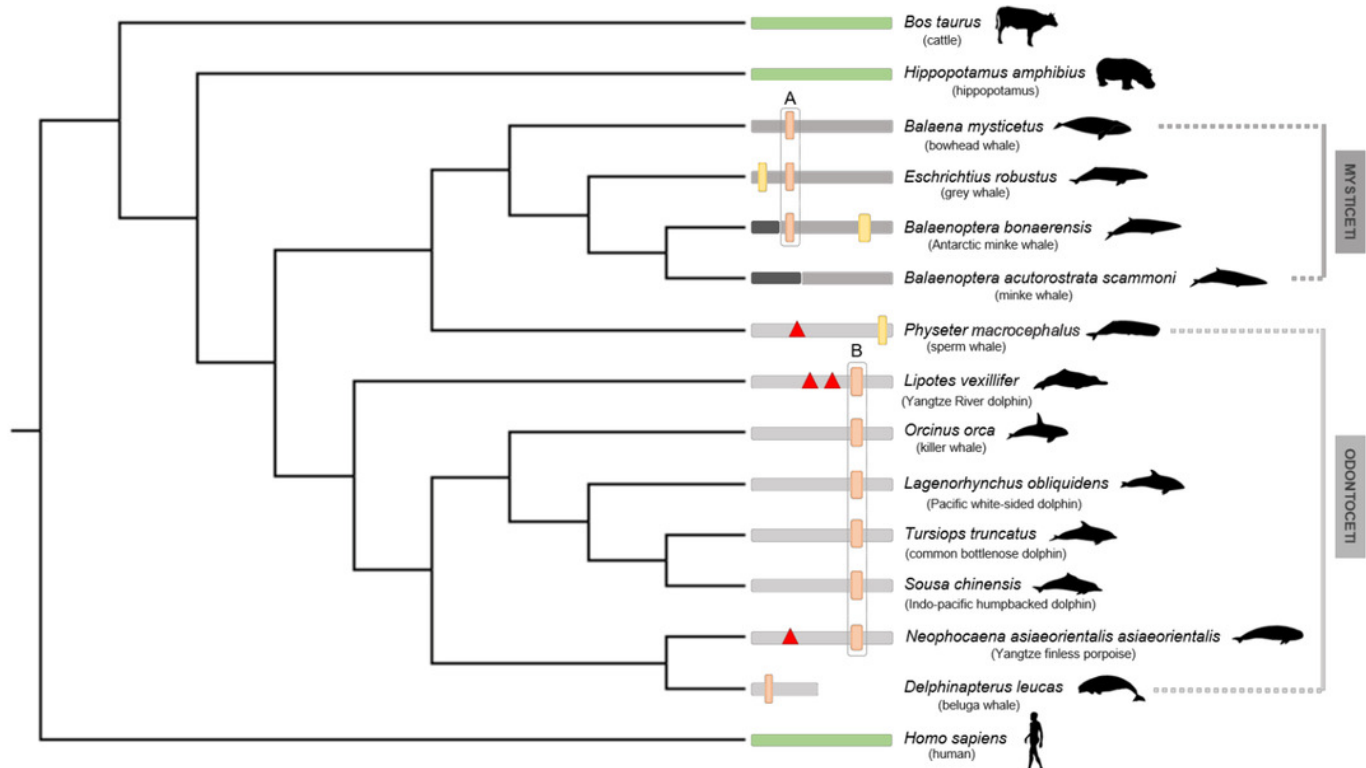 Bos taurus
(cattle)
Hippopotamus amphibius
(hippopotamus)
A
Balaena mysticetus
(bowhead whale)
Eschrichtius robustus
(grey whale)
Balaenoptera bonaerensis
(Antarctic minke whale)
Balaenoptera acutorostrata scammoni
(minke whale)
MYSTICETI
Physeter macrocephalus
(sperm whale)
B
Lipotes vexillifer
(Yangtze River dolphin)
Orcinus orca
(killer whale)
Lagenorhynchus obliquidens
(Pacific white-sided dolphin)
Tursiops truncatus
(common bottlenose dolphin)
Sousa chinensis
(Indo-pacific humpbacked dolphin)
Neophocaena asiaeorientalis asiaeorientalis
(Yangtze finless porpoise)
Delphinapterus leucas
(beluga whale)
ODONTOCETI
Homo sapiens
(human)